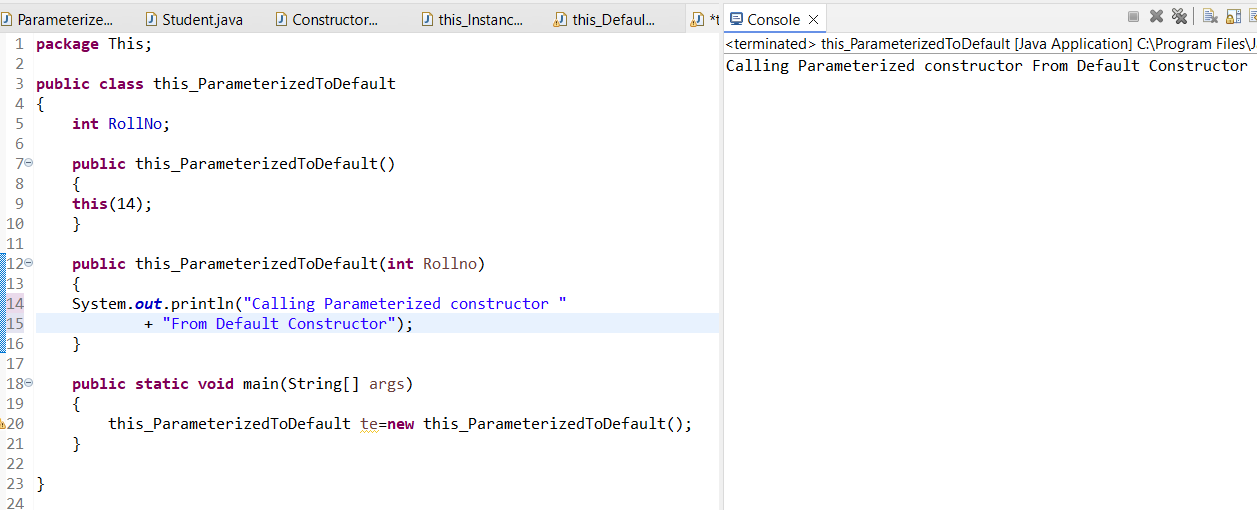 Parameterize... Student.java Constructor... this_Instanc... this_Defaul...
Console
<terminated> this_ParameterizedToDefault [Java Application] C:\Program Files\J
Calling Parameterized constructor From Default Constructor
1 package This;
2
3 public class this_ParameterizedToDefault
4 {
5 int RollNo;
6
7 public this_ParameterizedToDefault()
8 {
9 this(14);
10 }
11
12 public this_ParameterizedToDefault(int Rollno)
13 {
14 System.out.println("Calling Parameterized constructor "
15 + "From Default Constructor");
16 }
17
18 public static void main(String[] args)
19 {
20 this_ParameterizedToDefault te=new this_ParameterizedToDefault();
21 }
22
23 }
24